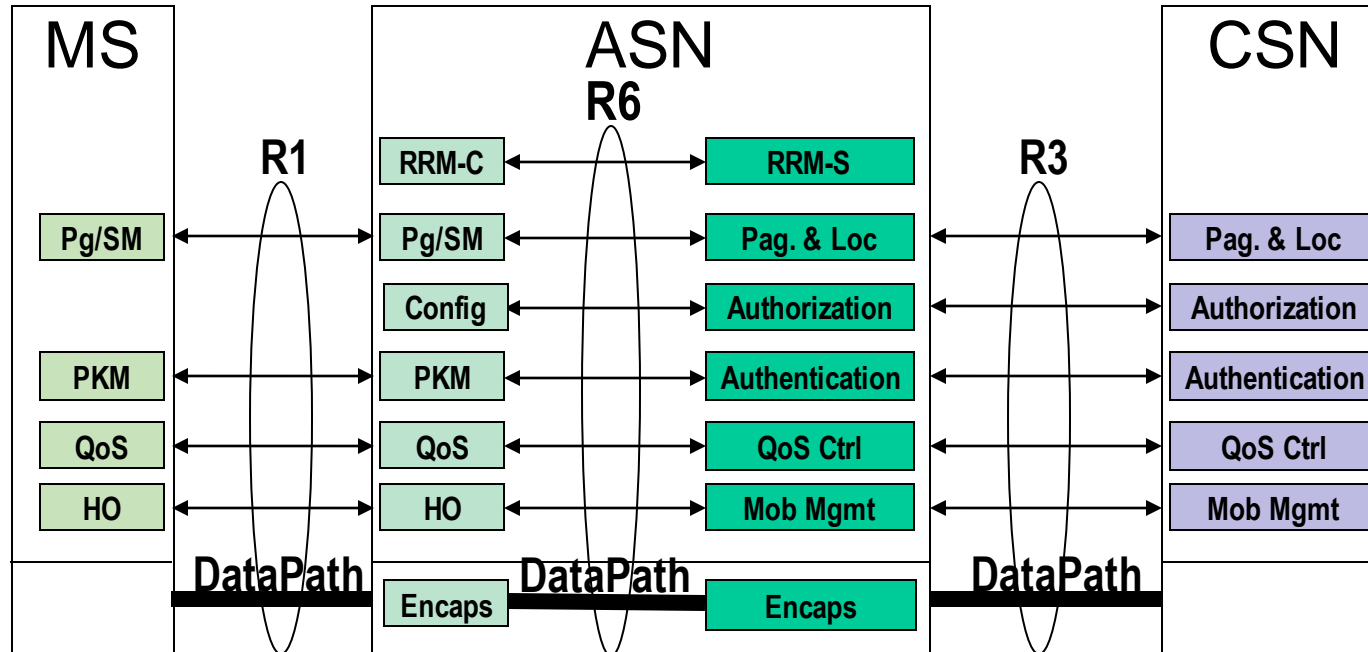 MS
ASN
CSN
R1
R6
R3
RRM-C
RRM-S
Pg/SM
Pg/SM
Pag. & Loc
Pag. & Loc
Config
Authorization
Authorization
PKM
PKM
Authentication
Authentication
QoS
QoS
QoS Ctrl
QoS Ctrl
HO
HO
Mob Mgmt
Mob Mgmt
DataPath
DataPath
DataPath
Encaps
Encaps